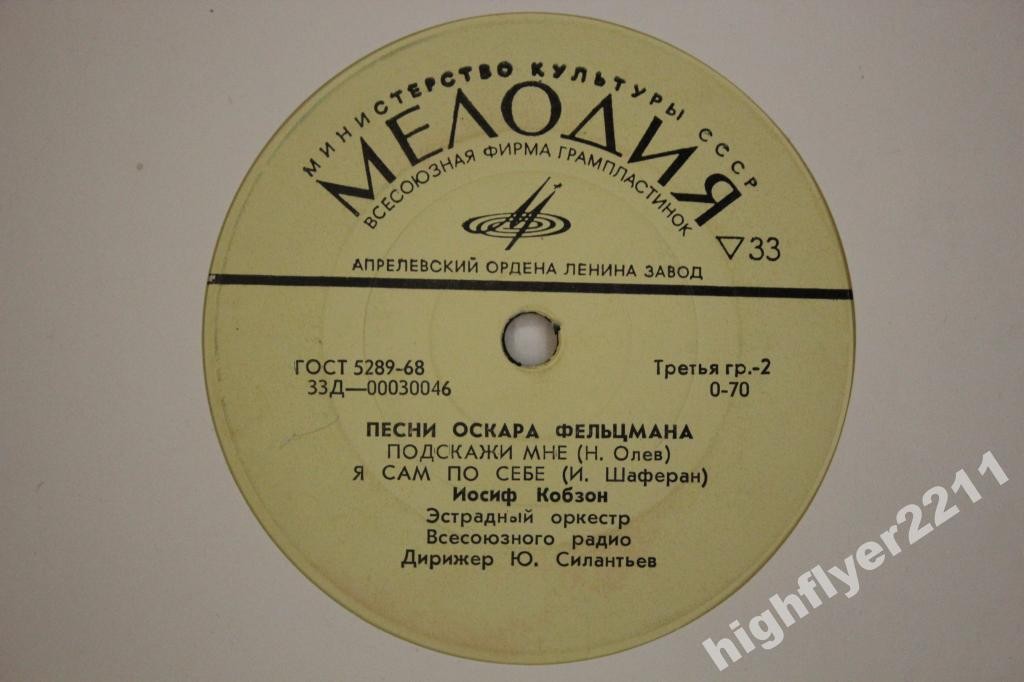 МИНИСТЕРСТВО КУЛЬТУРЫ СССР
МЕЛОДИЯ
ВСЕСОЮЗНАЯ ФИРМА ГРАМПЛАСТИНОК
▽33
АПРЕЛЕВСКИЙ ОРДЕНА ЛЕНИНА ЗАВОД
ГОСТ 5289-68
33Д—00030046
Третья гр.-2
0-70
ПЕСНИ ОСКАРА ФЕЛЬЦМАНА
ПОДСКАЖИ МНЕ (Н. Олев)
Я САМ ПО СЕБЕ (И. Шаферан)
Иосиф Кобзон
Эстрадный оркестр
Всесоюзного радио
Дирижер Ю. Силантьев
highflyer2211